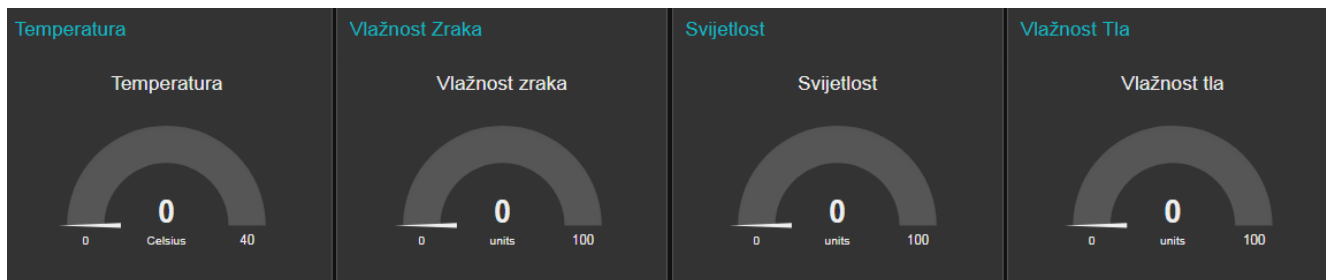 Temperatura
Temperatura
0
0 Celsius 40
Vlažnost Zraka
Vlažnost zraka
0
0 units 100
Svijetlost
Svijetlost
0
0 units 100
Vlažnost Tla
Vlažnost tla
0
0 units 100